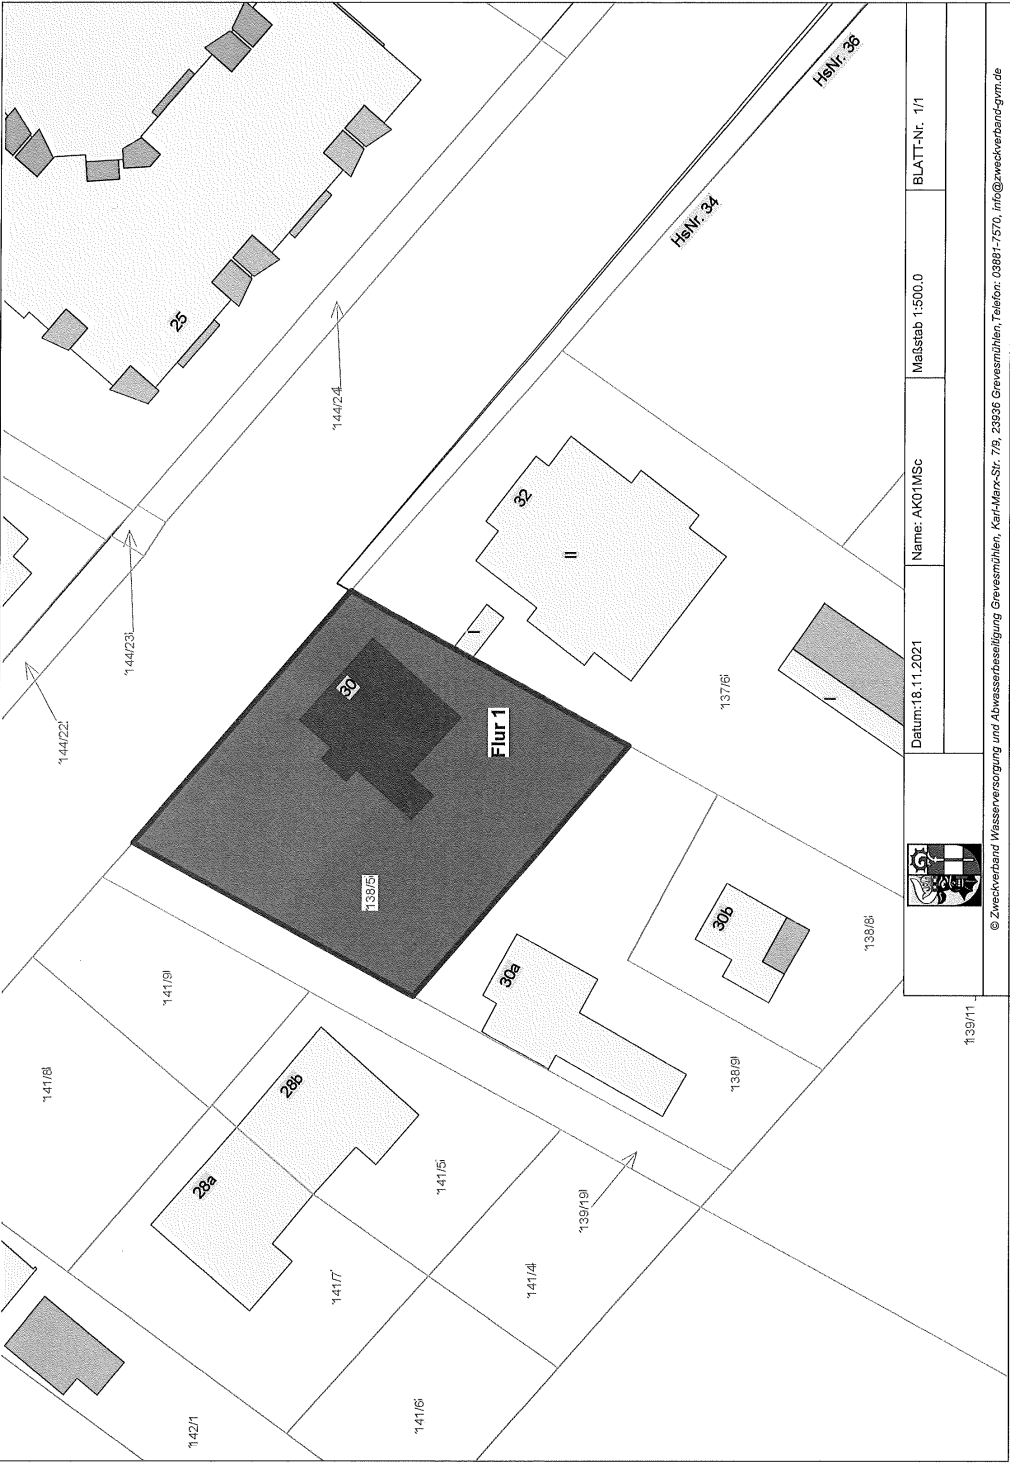 142/1
141/6
141/7
141/4
28a
28b
141/8
141/9
141/5
139/19
30a
138/9
30b
138/8
139/11
138/5
30
Flur 1
144/22
144/23
144/24
25
32
II
I
137/6
I
HsNr. 34
HsNr. 36
Datum:18.11.2021
Name: AK01MSc
Maßstab 1:500.0
BLATT-Nr. 1/1
© Zweckverband Wasserversorgung und Abwasserbeseitigung Grevesmühlen, Karl-Marx-Str. 7/9, 23936 Grevesmühlen,Telefon: 03881-7570, info@zweckverband-gvm.de